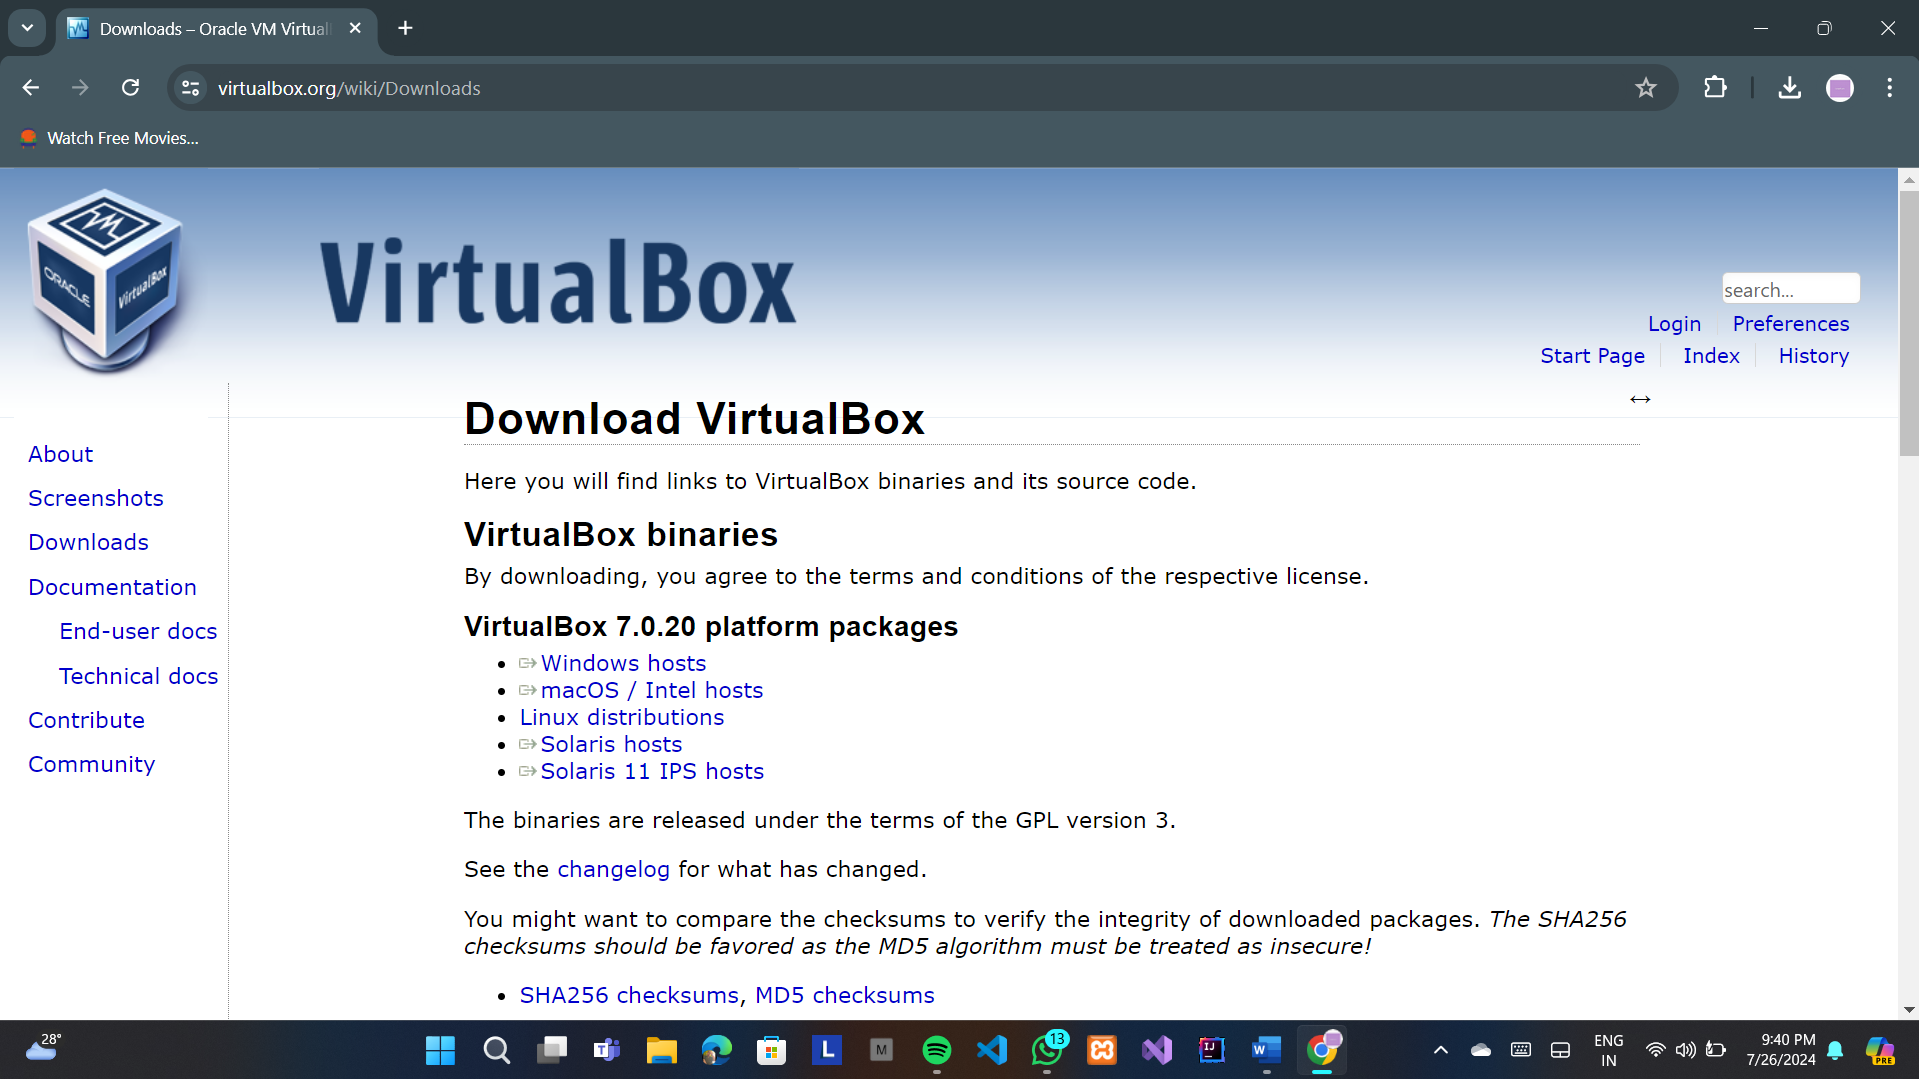 Downloads – Oracle VM Virtual
virtualbox.org/wiki/Downloads
Watch Free Movies...
ORACLE
VirtualBox
VirtualBox
search...
Login Preferences
Start Page Index History
↔
Download VirtualBox
Here you will find links to VirtualBox binaries and its source code.
VirtualBox binaries
By downloading, you agree to the terms and conditions of the respective license.
VirtualBox 7.0.20 platform packages
• Windows hosts
• macOS / Intel hosts
• Linux distributions
• Solaris hosts
• Solaris 11 IPS hosts
The binaries are released under the terms of the GPL version 3.
See the changelog for what has changed.
You might want to compare the checksums to verify the integrity of downloaded packages. The SHA256
checksums should be favored as the MD5 algorithm must be treated as insecure!
• SHA256 checksums, MD5 checksums
About
Screenshots
Downloads
Documentation
End-user docs
Technical docs
Contribute
Community
28°
L
M
13
IJ
W
ENG
IN
9:40 PM
7/26/2024
PRE